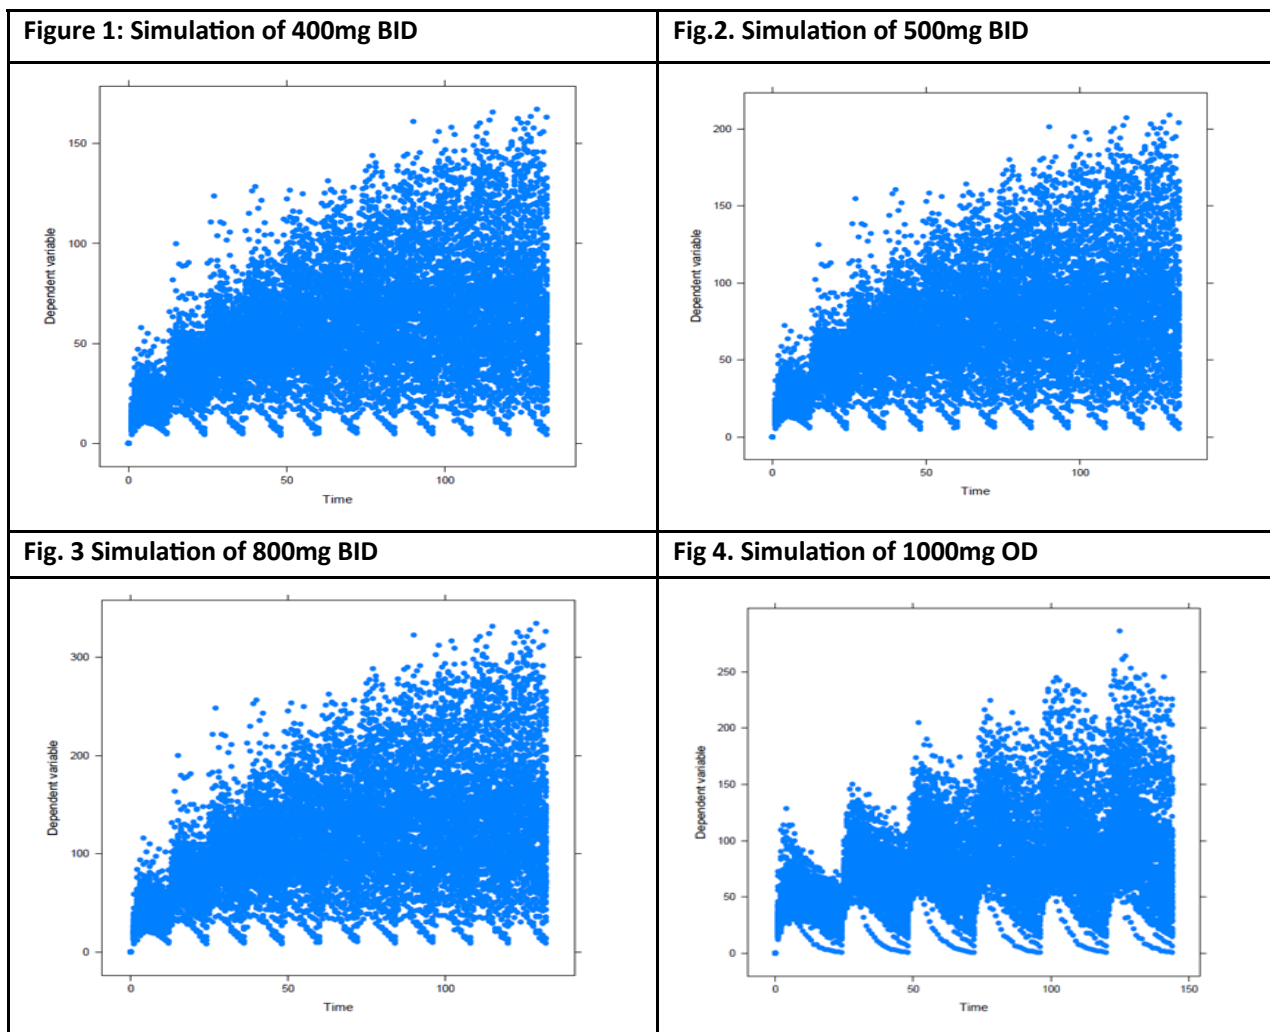 Figure 1: Simulation of 400mg BID
Fig.2. Simulation of 500mg BID
150
100
50
0
Dependent variable
0 50 100
Time
200
150
100
50
0
Dependent variable
0 50 100
Time
Fig. 3 Simulation of 800mg BID
Fig 4. Simulation of 1000mg OD
300
200
100
0
Dependent variable
0 50 100
Time
250
200
150
100
50
0
Dependent variable
0 50 100 150
Time